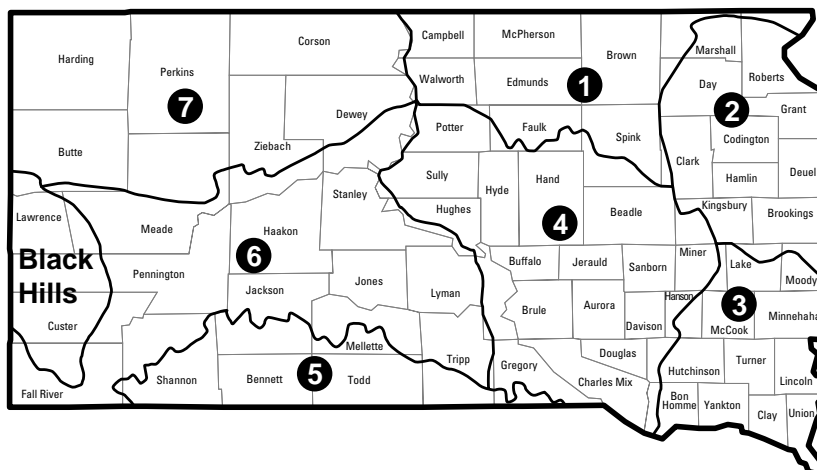 Harding
Perkins
Corson
Campbell
McPherson
Brown
Marshall
Roberts
Walworth
Edmunds
Day
Grant
7
1
2
Dewey
Butte
Ziebach
Potter
Faulk
Spink
Codington
Clark
Deuel
Hamlin
Sully
Hyde
Hand
Stanley
Lawrence
Meade
Haakon
Hughes
Beadle
Kingsbury
Brookings
6
4
Black
Hills
Pennington
Jackson
Jones
Lyman
Buffalo
Jerauld
Sanborn
Miner
Lake
Moody
Hanson
3
Custer
Brule
Aurora
Davison
McCook
Minnehaha
Mellette
Tripp
Gregory
Douglas
Charles Mix
Hutchinson
Turner
Lincoln
Fall River
Shannon
Bennett
5
Todd
Bon
Homme
Yankton
Clay
Union